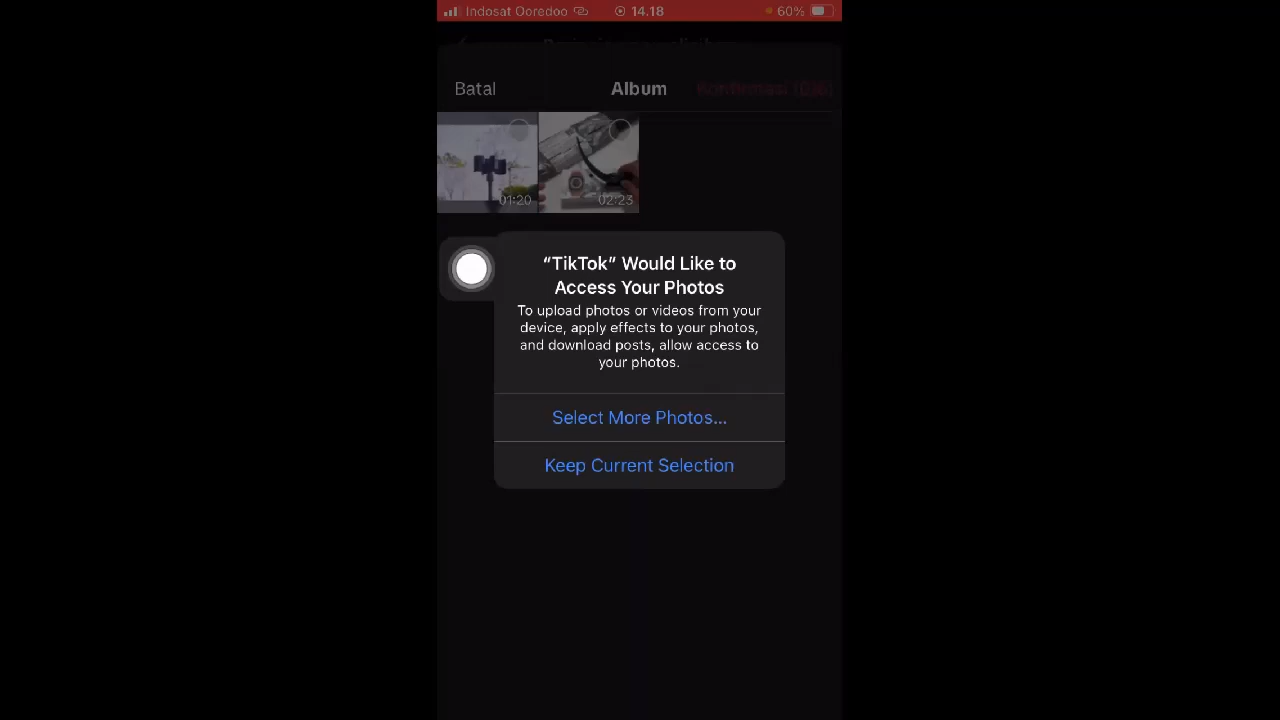 Indosat Ooredoo 14.18 60%
Batal Album Konfirmasi
01:20 02:23
“TikTok” Would Like to
Access Your Photos
To upload photos or videos from your
device, apply effects to your photos,
and download posts, allow access to
your photos.
Select More Photos...
Keep Current Selection